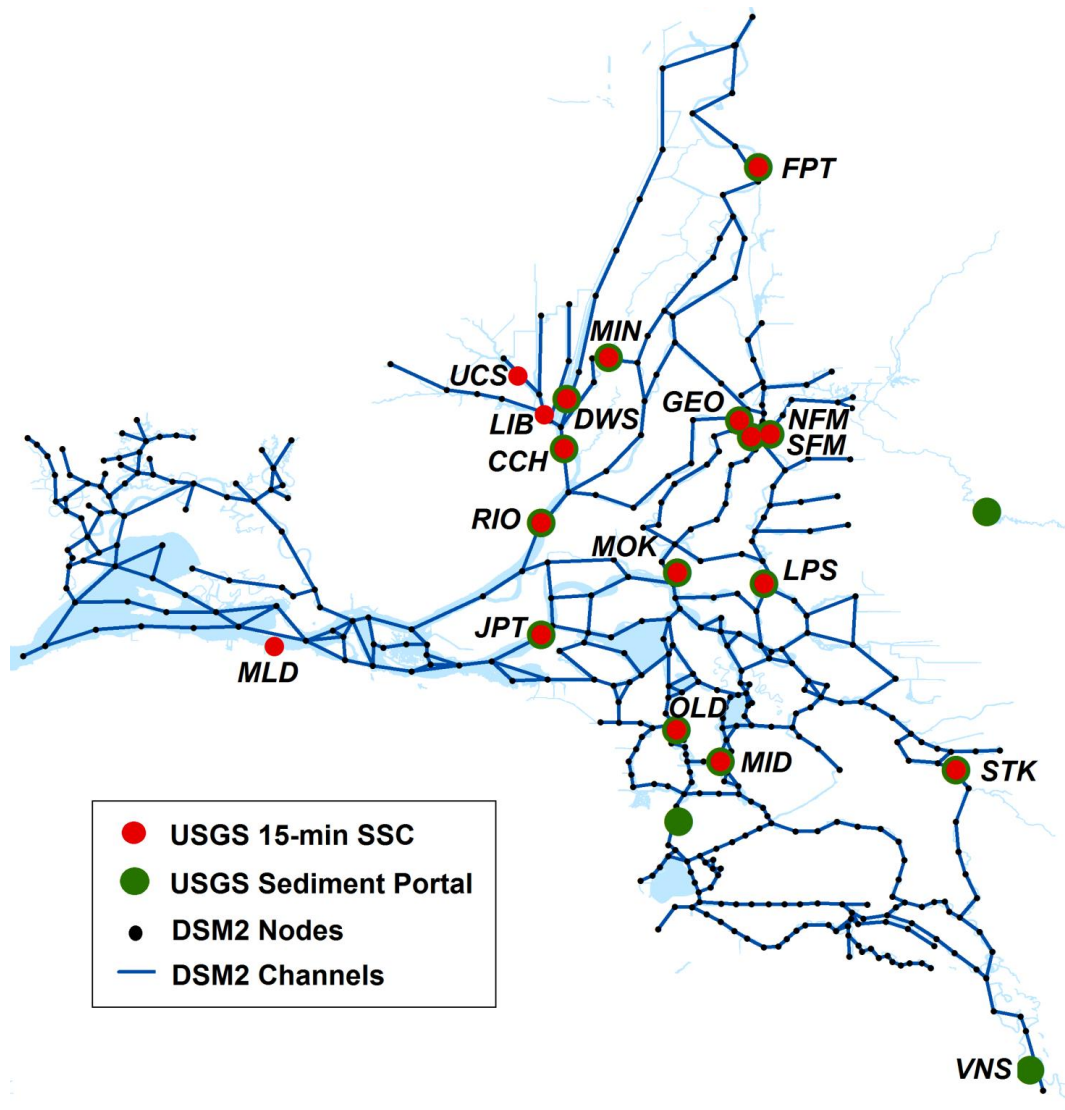 FPT
MIN
UCS
DWS
GEO
LIB
NFM
SFM
CCH
RIO
MOK
LPS
JPT
MLD
OLD
MID
STK
USGS 15-min SSC
USGS Sediment Portal
DSM2 Nodes
DSM2 Channels
VNS